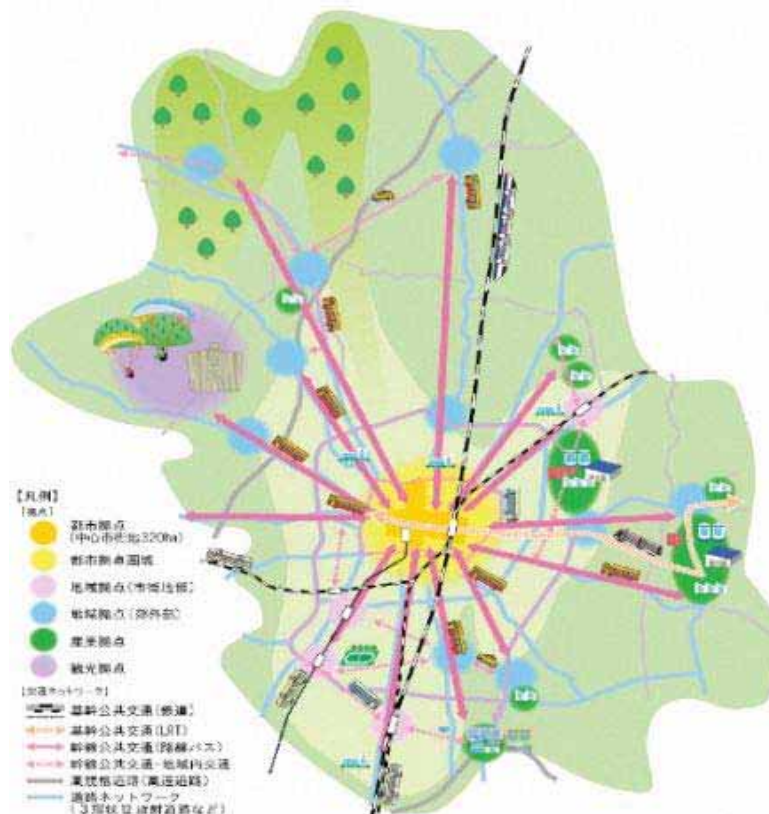 【凡例】
[拠点]
都市拠点
(中心市街地320ha)
都市拠点圏域
地域拠点(市街地部)
地域拠点(郊外部)
産業拠点
観光拠点
[交通ネットワーク]
基幹公共交通(鉄道)
基幹公共交通(LRT)
幹線公共交通(路線バス)
幹線公共交通・地域内交通
高規格道路(高速道路)
道路ネットワーク
(3環状12放射道路など)